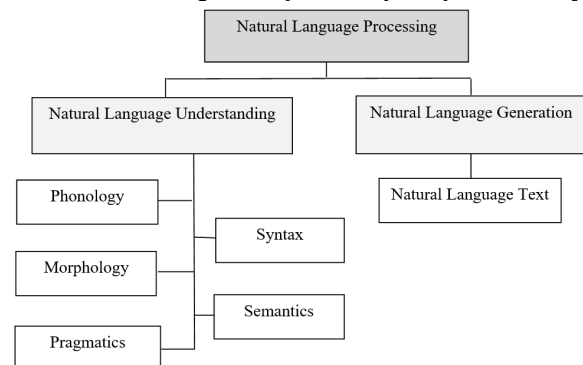 Natural Language Processing
Natural Language Understanding
Natural Language Generation
Phonology
Natural Language Text
Syntax
Morphology
Semantics
Pragmatics